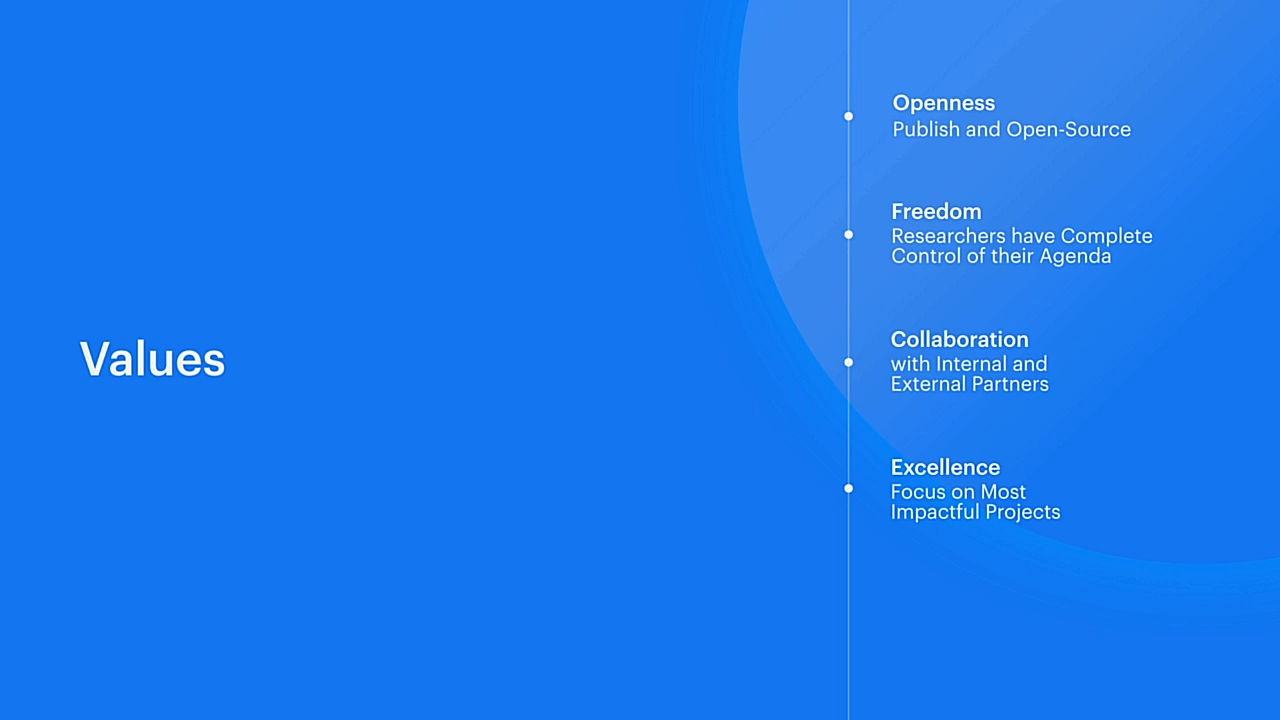 Values
Openness
Publish and Open-Source
Freedom
Researchers have Complete
Control of their Agenda
Collaboration
with Internal and
External Partners
Excellence
Focus on Most
Impactful Projects